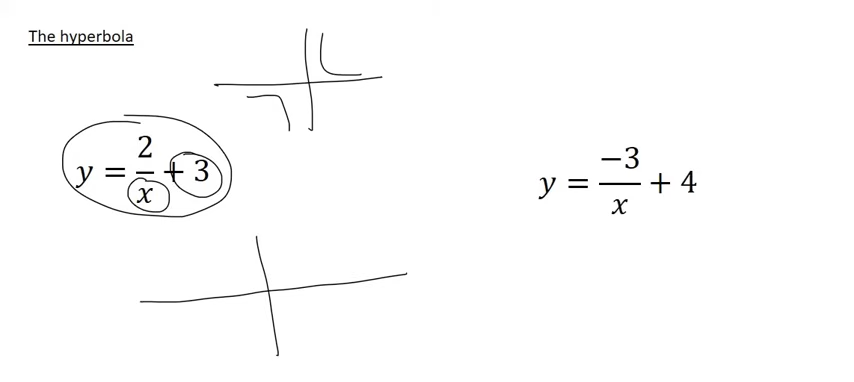 The hyperbola
y = 2/x + 3
y = -3/x + 4